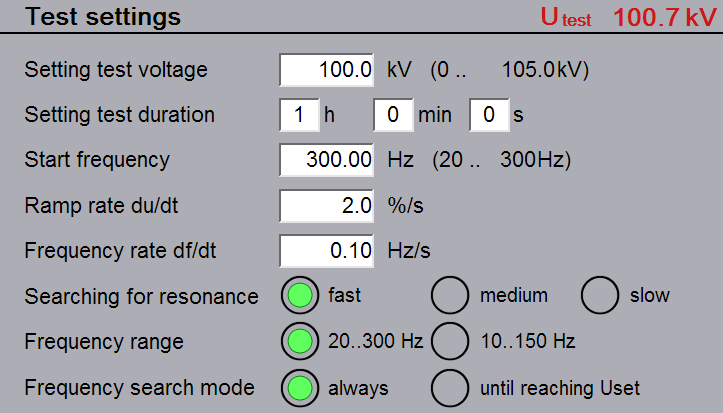 Test settings U test 100.7 kV
Setting test voltage 100.0 kV (0 .. 105.0kV)
Setting test duration 1 h 0 min 0 s
Start frequency 300.00 Hz (20 .. 300Hz)
Ramp rate du/dt 2.0 %/s
Frequency rate df/dt 0.10 Hz/s
Searching for resonance fast medium slow
Frequency range 20..300 Hz 10..150 Hz
Frequency search mode always until reaching Uset